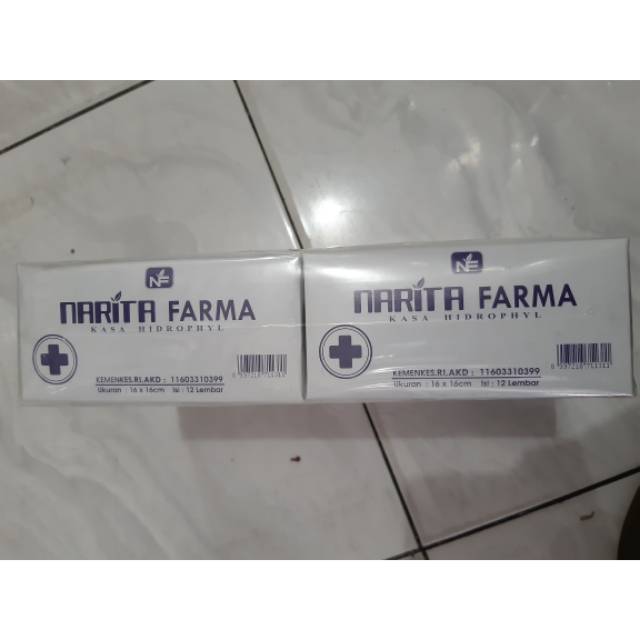 NF
NARITA FARMA
KASA HIDROPHYL
KEMENKES.RI.AKD : 11603310399
Ukuran : 16 x 16cm Isi : 12 Lembar
NF
NARITA FARMA
KASA HIDROPHYL
KEMENKES.RI.AKD : 11603310399
Ukuran : 16 x 16cm Isi : 12 Lembar